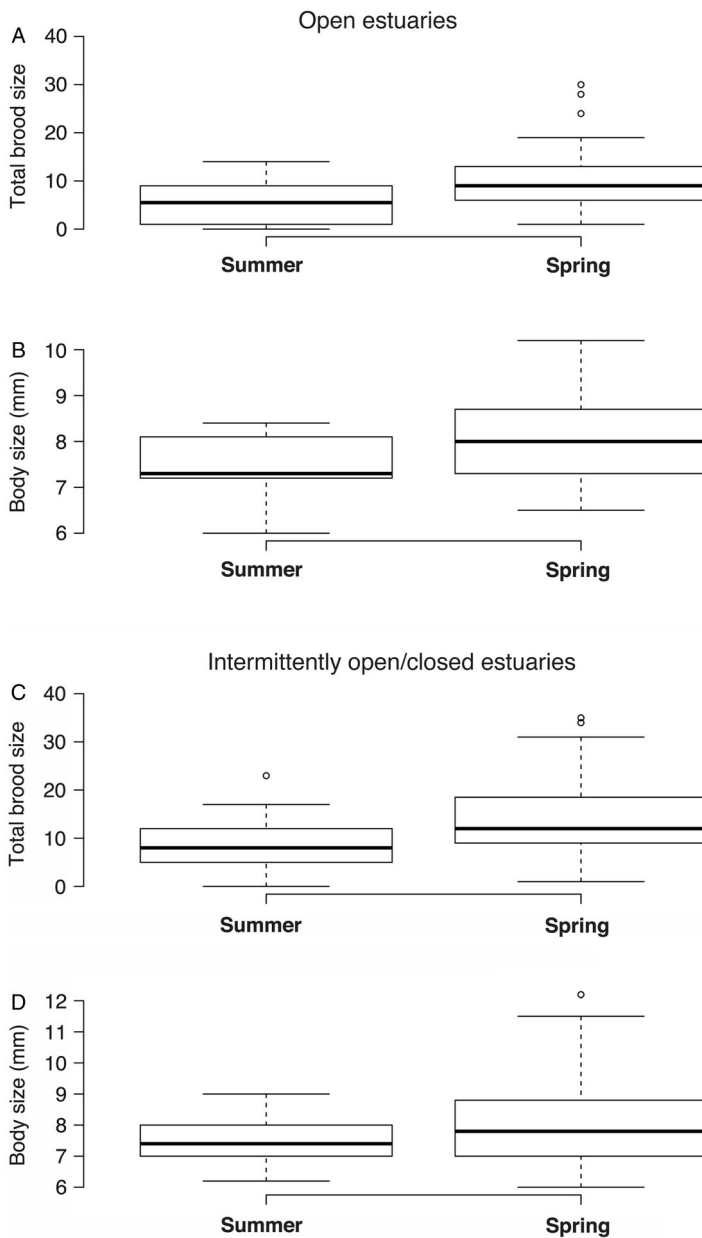 Open estuaries
A
Total brood size
40
30
20
10
0
Summer Spring
B
Body size (mm)
10
9
8
7
6
Summer Spring
Intermittently open/closed estuaries
C
Total brood size
40
30
20
10
0
Summer Spring
D
Body size (mm)
12
11
10
9
8
7
6
Summer Spring